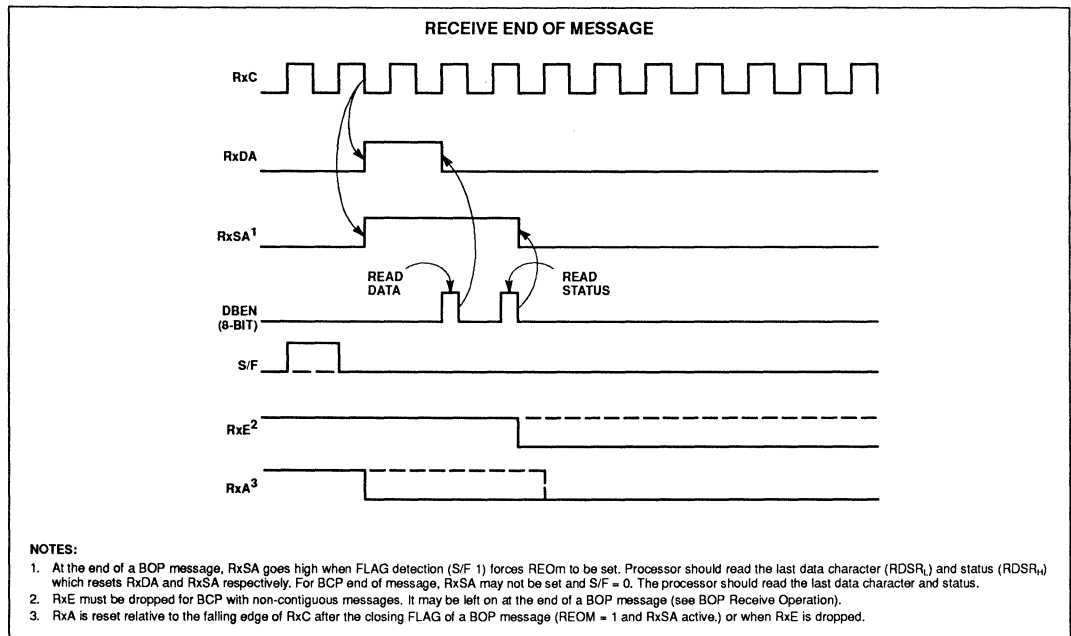 RECEIVE END OF MESSAGE
RxC
RxDA
RxSA1
READ DATA
READ STATUS
DBEN
(8-BIT)
S/F
RxE2
RxA3
NOTES:
1. At the end of a BOP message, RxSA goes high when FLAG detection (S/F 1) forces REOm to be set. Processor should read the last data character (RDSRL) and status (RDSRH)
which resets RxDA and RxSA respectively. For BCP end of message, RxSA may not be set and S/F = 0. The processor should read the last data character and status.
2. RxE must be dropped for BCP with non-contiguous messages. It may be left on at the end of a BOP message (see BOP Receive Operation).
3. RxA is reset relative to the falling edge of RxC after the closing FLAG of a BOP message (REOM = 1 and RxSA active.) or when RxE is dropped.